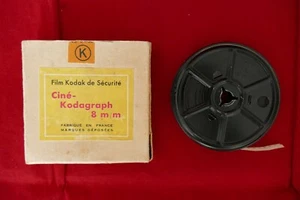 K
Film Kodak de Sécurité
Ciné-
Kodagraph
8 m/m
FABRIQUÉ EN FRANCE
MARQUES DÉPOSÉES